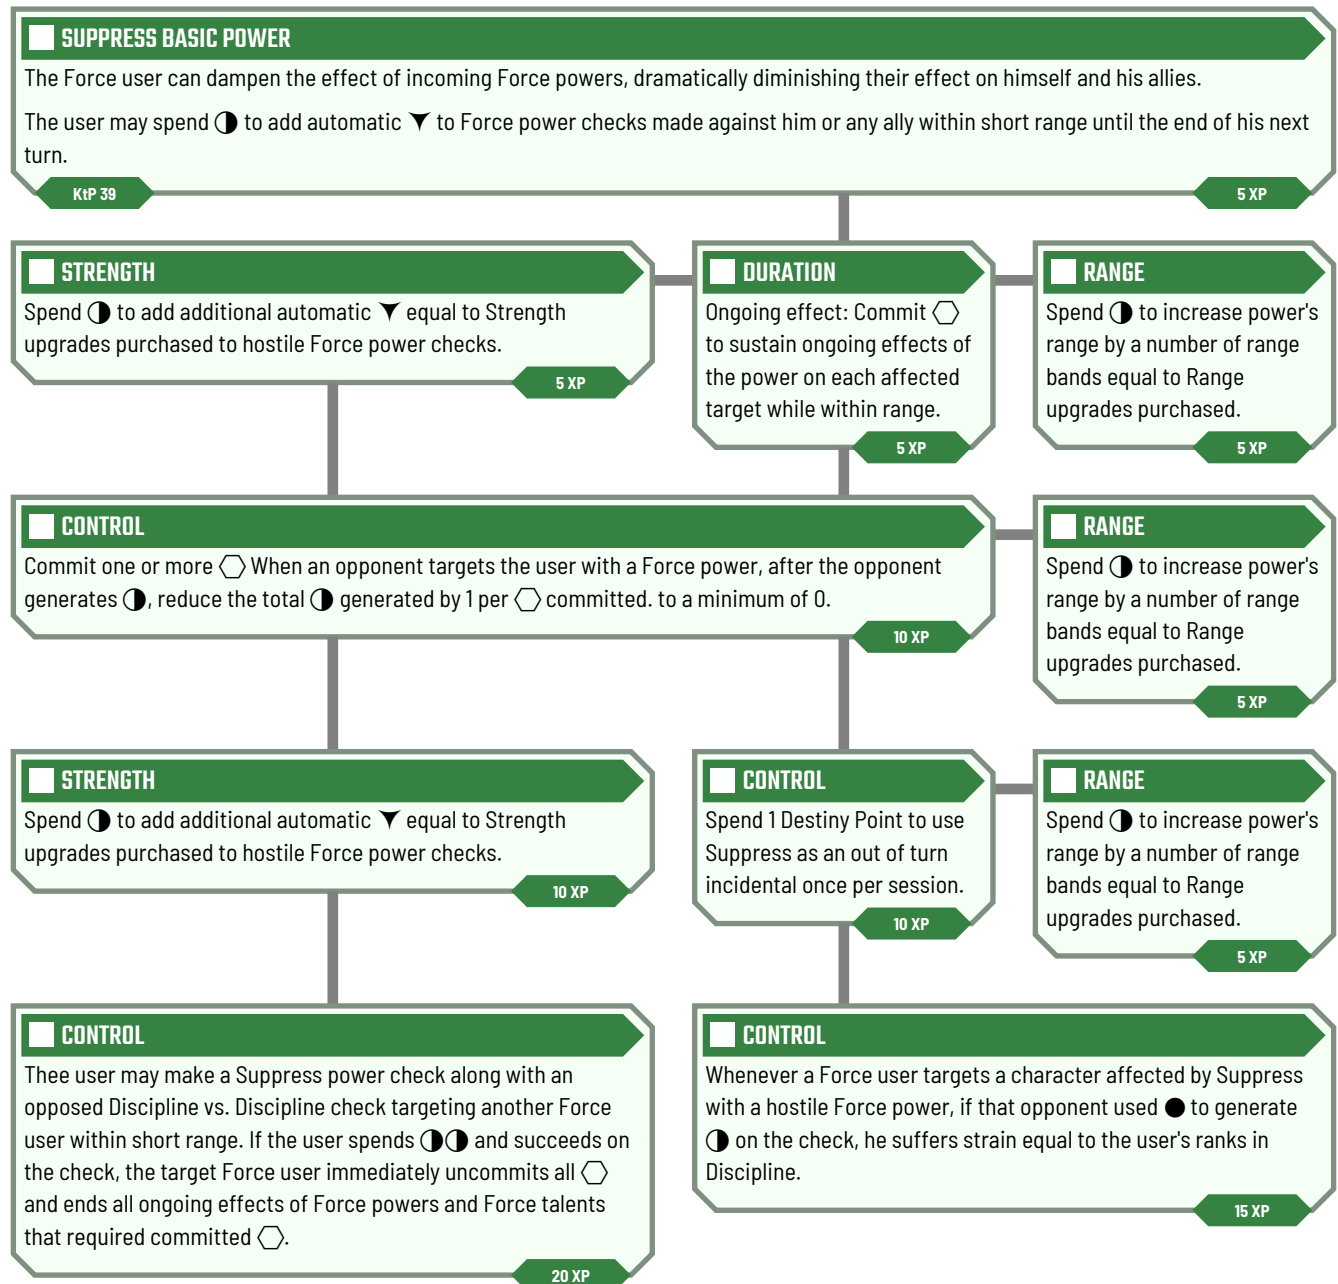 SUPPRESS BASIC POWER
The Force user can dampen the effect of incoming Force powers, dramatically diminishing their effect on himself and his allies.
The user may spend ◑ to add automatic ▼ to Force power checks made against him or any ally within short range until the end of his next
turn.
KtP 39
5 XP
STRENGTH
Spend ◑ to add additional automatic ▼ equal to Strength
upgrades purchased to hostile Force power checks.
5 XP
DURATION
Ongoing effect: Commit ⬡
to sustain ongoing effects of
the power on each affected
target while within range.
5 XP
RANGE
Spend ◑ to increase power's
range by a number of range
bands equal to Range
upgrades purchased.
5 XP
CONTROL
Commit one or more ⬡ When an opponent targets the user with a Force power, after the opponent
generates ◑, reduce the total ◑ generated by 1 per ⬡ committed. to a minimum of 0.
10 XP
RANGE
Spend ◑ to increase power's
range by a number of range
bands equal to Range
upgrades purchased.
5 XP
STRENGTH
Spend ◑ to add additional automatic ▼ equal to Strength
upgrades purchased to hostile Force power checks.
10 XP
CONTROL
Spend 1 Destiny Point to use
Suppress as an out of turn
incidental once per session.
10 XP
RANGE
Spend ◑ to increase power's
range by a number of range
bands equal to Range
upgrades purchased.
5 XP
CONTROL
Thee user may make a Suppress power check along with an
opposed Discipline vs. Discipline check targeting another Force
user within short range. If the user spends ◑◑ and succeeds on
the check, the target Force user immediately uncommits all ⬡
and ends all ongoing effects of Force powers and Force talents
that required committed ⬡.
20 XP
CONTROL
Whenever a Force user targets a character affected by Suppress
with a hostile Force power, if that opponent used ● to generate
◑ on the check, he suffers strain equal to the user's ranks in
Discipline.
15 XP